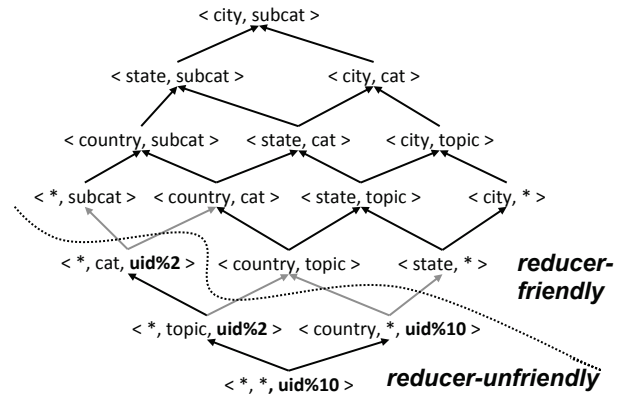 < city, subcat >
< state, subcat > < city, cat >
< country, subcat > < state, cat > < city, topic >
< *, subcat > < country, cat > < state, topic > < city, * >
< *, cat, uid%2 > < country, topic > < state, * > reducer-
friendly
< *, topic, uid%2 > < country, *, uid%10 >
< *, *, uid%10 > reducer-unfriendly